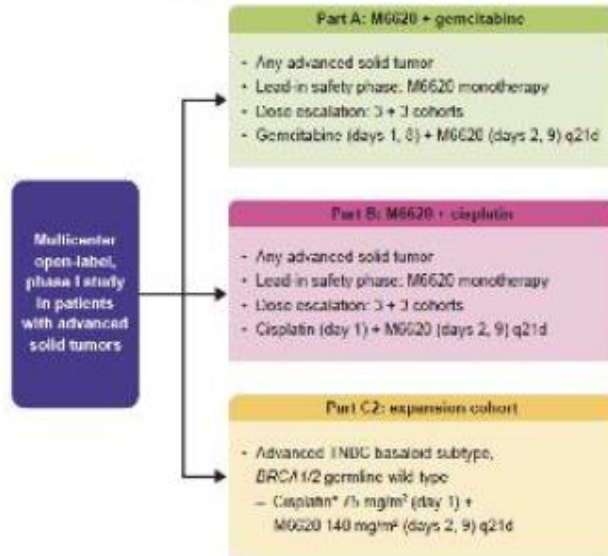 Multicenter
open-label,
phase I study
in patients
with advanced
solid tumors
Part A: M6620 + gemcitabine
• Any advanced solid tumor
• Lead-in safety phase: M6620 monotherapy
• Dose escalation: 3 + 3 cohorts
• Gemcitabine (days 1, 8) + M6620 (days 2, 9) q21d
Part B: M6620 + cisplatin
• Any advanced solid tumor
• Lead-in safety phase: M6620 monotherapy
• Dose escalation: 3 + 3 cohorts
• Cisplatin (day 1) + M6620 (days 2, 9) q21d
Part C2: expansion cohort
• Advanced TNBC basaloid subtype,
BRCA1/2 germline wild type
– Cisplatin* 75 mg/m² (day 1) +
M6620 140 mg/m² (days 2, 9) q21d